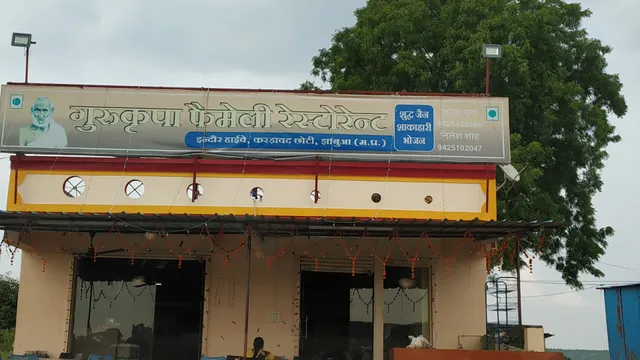 गुरुकृपा फैमेली रेस्टोरेन्ट
इन्दौर हाईवे, करडावद छोटी, झाबुआ (म.प्र.)
शुद्ध जैन
शाकाहारी
भोजन
निलेश शाह
9425102047